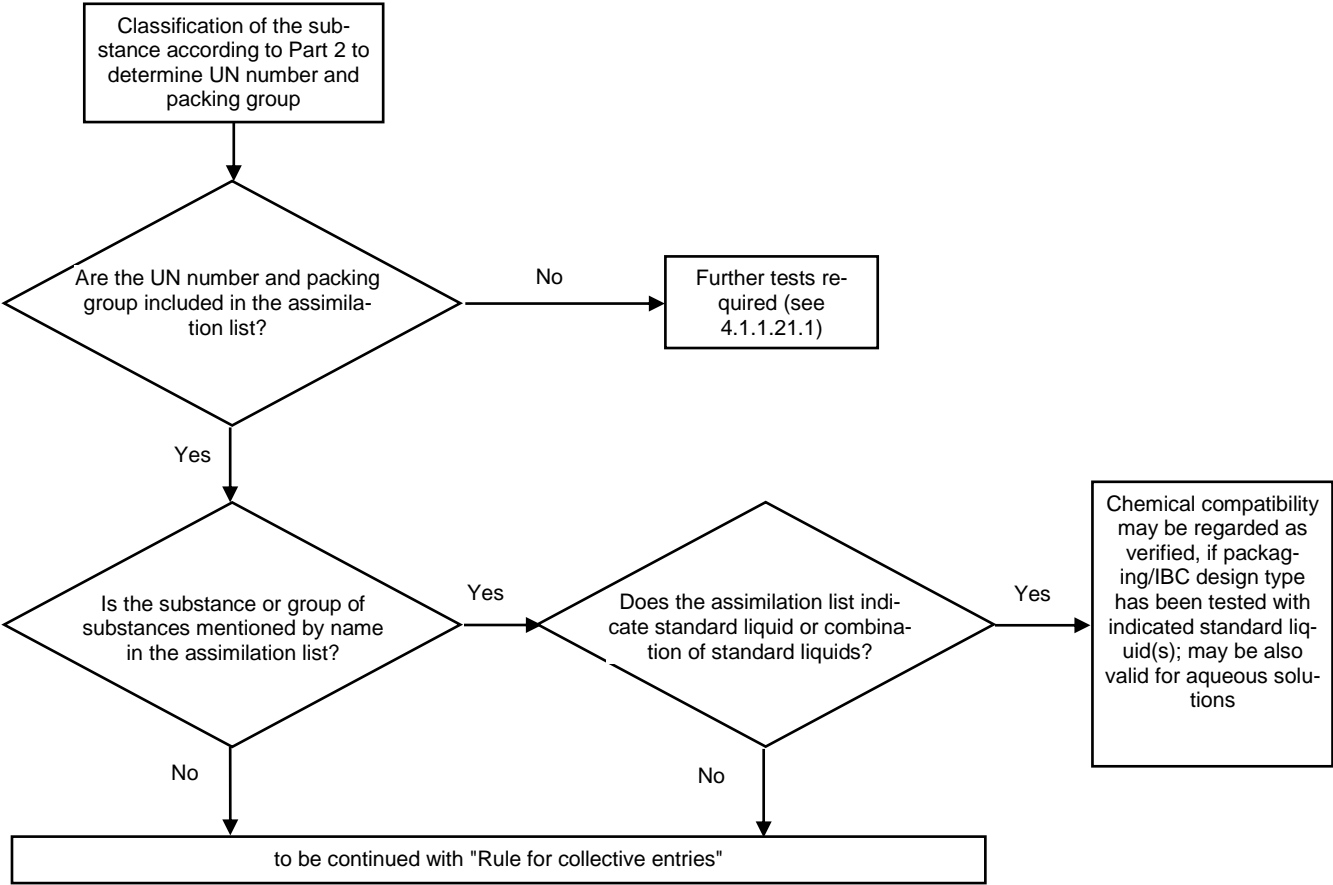 Classification of the sub-
stance according to Part 2 to
determine UN number and
packing group
Are the UN number and packing
group included in the assimila-
tion list?
No
Further tests re-
quired (see
4.1.1.21.1)
Yes
Is the substance or group of
substances mentioned by name
in the assimilation list?
Yes
Does the assimilation list indi-
cate standard liquid or combina-
tion of standard liquids?
Yes
Chemical compatibility
may be regarded as
verified, if packag-
ing/IBC design type
has been tested with
indicated standard liq-
uid(s); may be also
valid for aqueous solu-
tions
No
No
to be continued with "Rule for collective entries"